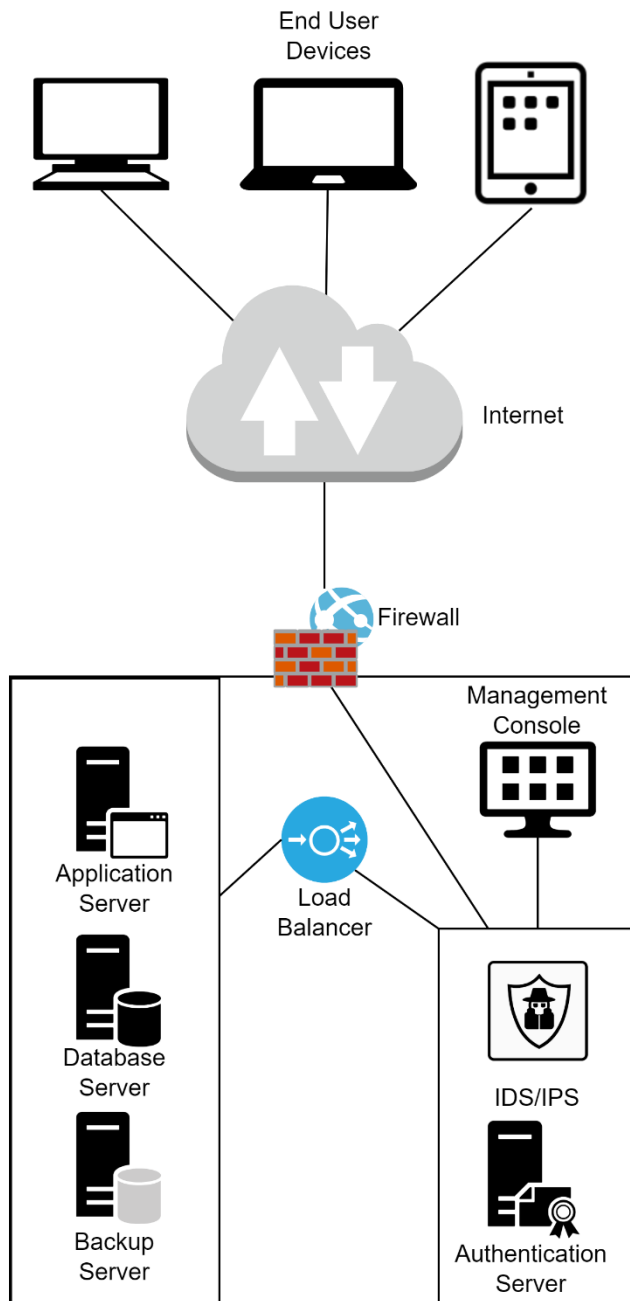 End User
Devices
Internet
Firewall
Management
Console
Application
Server
Load
Balancer
Database
Server
IDS/IPS
Backup
Server
Authentication
Server